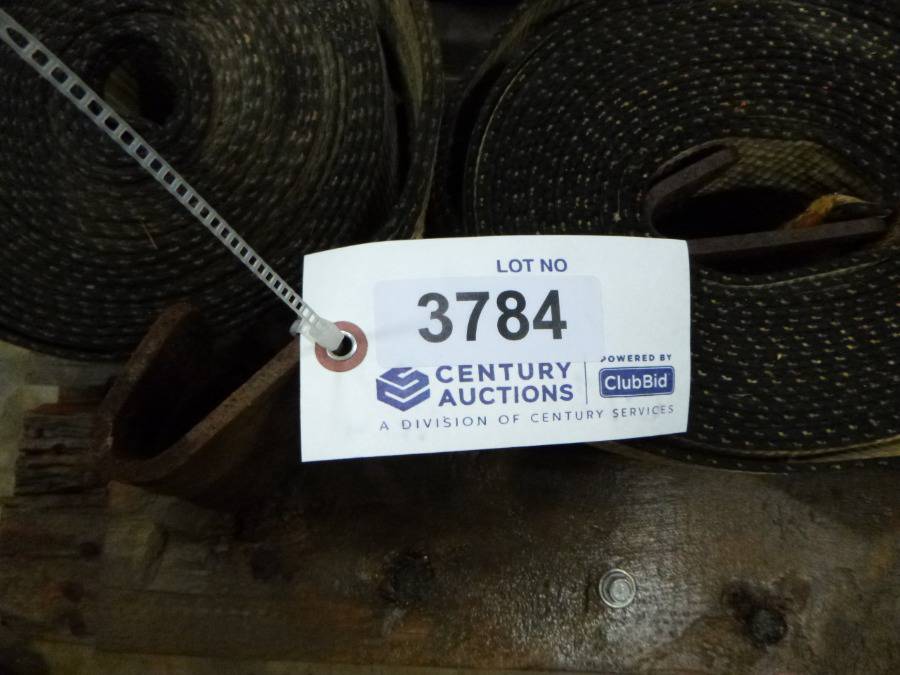 LOT NO
3784
CENTURY
AUCTIONS
POWERED BY
ClubBid
A DIVISION OF CENTURY SERVICES